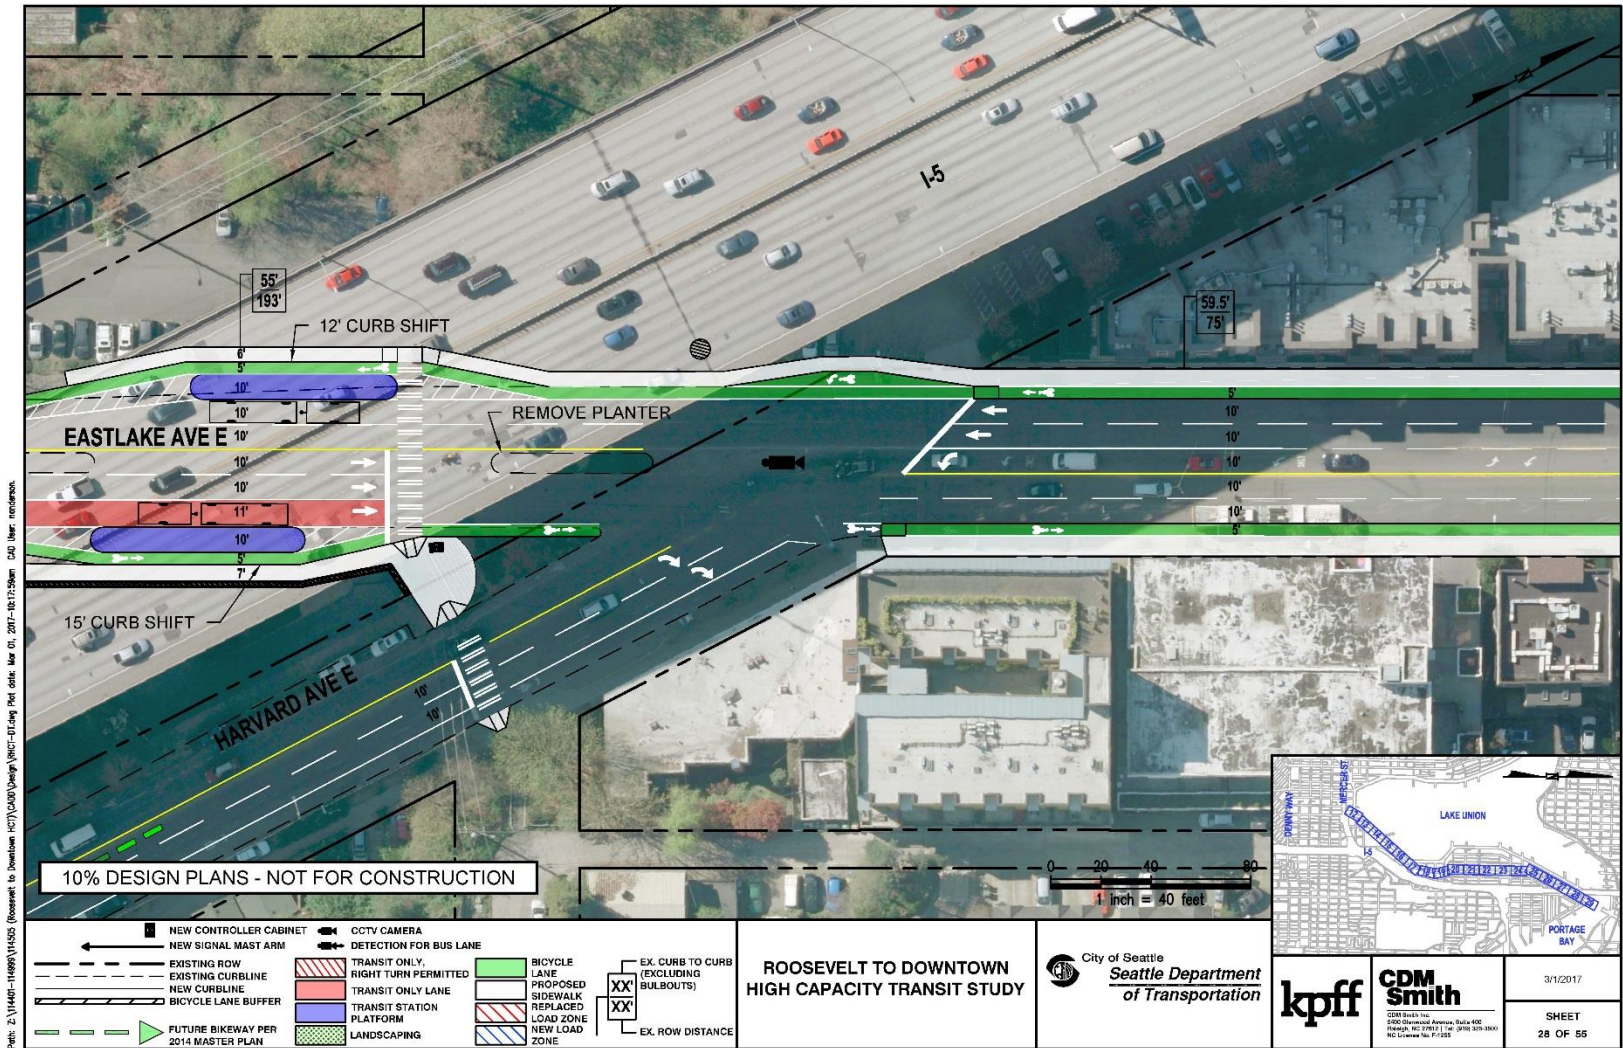 I-5
55'
193'
12' CURB SHIFT
59.5'
75'
6'
5'
10'
10'
10'
10'
10'
11'
10'
5'
7'
EASTLAKE AVE E
REMOVE PLANTER
5'
10'
10'
10'
10'
10'
5'
15' CURB SHIFT
HARVARD AVE E
10'
10'
N
10% DESIGN PLANS - NOT FOR CONSTRUCTION
0 20 40 80
1 inch = 40 feet
DENNY WAY
MERCER ST
LAKE UNION
I-5
PORTAGE
BAY
NEW CONTROLLER CABINET
CCTV CAMERA
NEW SIGNAL MAST ARM
DETECTION FOR BUS LANE
EXISTING ROW
EXISTING CURBLINE
NEW CURBLINE
BICYCLE LANE BUFFER
FUTURE BIKEWAY PER
2014 MASTER PLAN
TRANSIT ONLY,
RIGHT TURN PERMITTED
TRANSIT ONLY LANE
TRANSIT STATION
PLATFORM
LANDSCAPING
BICYCLE
LANE
PROPOSED
SIDEWALK
REPLACED
LOAD ZONE
NEW LOAD
ZONE
XX'
XX'
EX. CURB TO CURB
(EXCLUDING
BULBOUTS)
EX. ROW DISTANCE
ROOSEVELT TO DOWNTOWN
HIGH CAPACITY TRANSIT STUDY
City of Seattle
Seattle Department
of Transportation
kpff
CDM
Smith
CDM Smith Inc.
3/1/2017
SHEET
28 OF 55